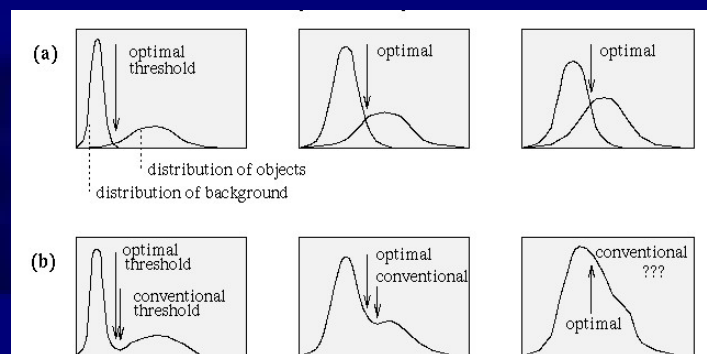 (a)
optimal
threshold
optimal
optimal
distribution of objects
distribution of background
(b)
optimal
threshold
conventional
threshold
optimal
conventional
conventional
???
optimal